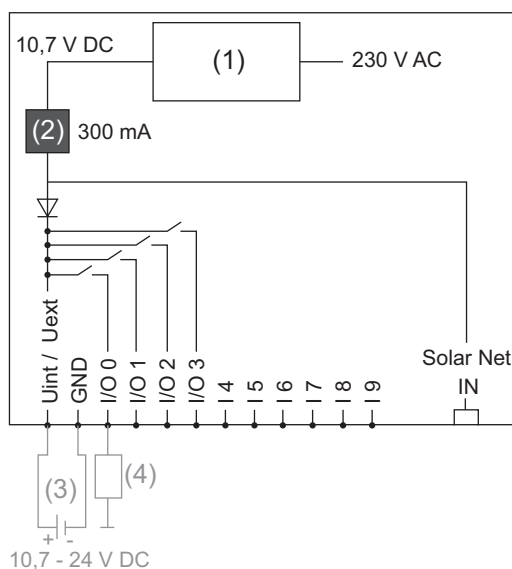 10,7 V DC
(1)
230 V AC
(2)
300 mA
Uint / Uext
GND
I/O 0
I/O 1
I/O 2
I/O 3
I 4
I 5
I 6
I 7
I 8
I 9
Solar Net
IN
(3)
(4)
+ -
10,7 - 24 V DC